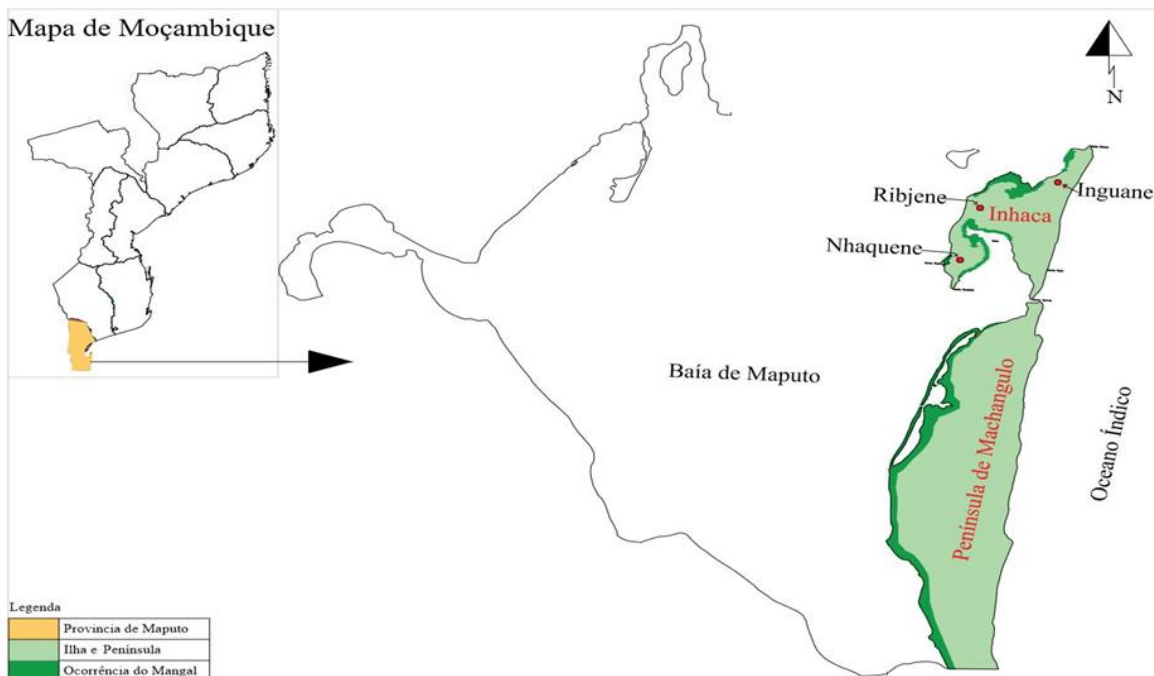 Mapa de Moçambique
N
Ribjene
Inguane
Inhaca
Nhaquene
Baía de Maputo
Península de Machangulo
Oceano Índico
Legenda
Provincia de Maputo
Ilha e Península
Ocorrência do Mangal